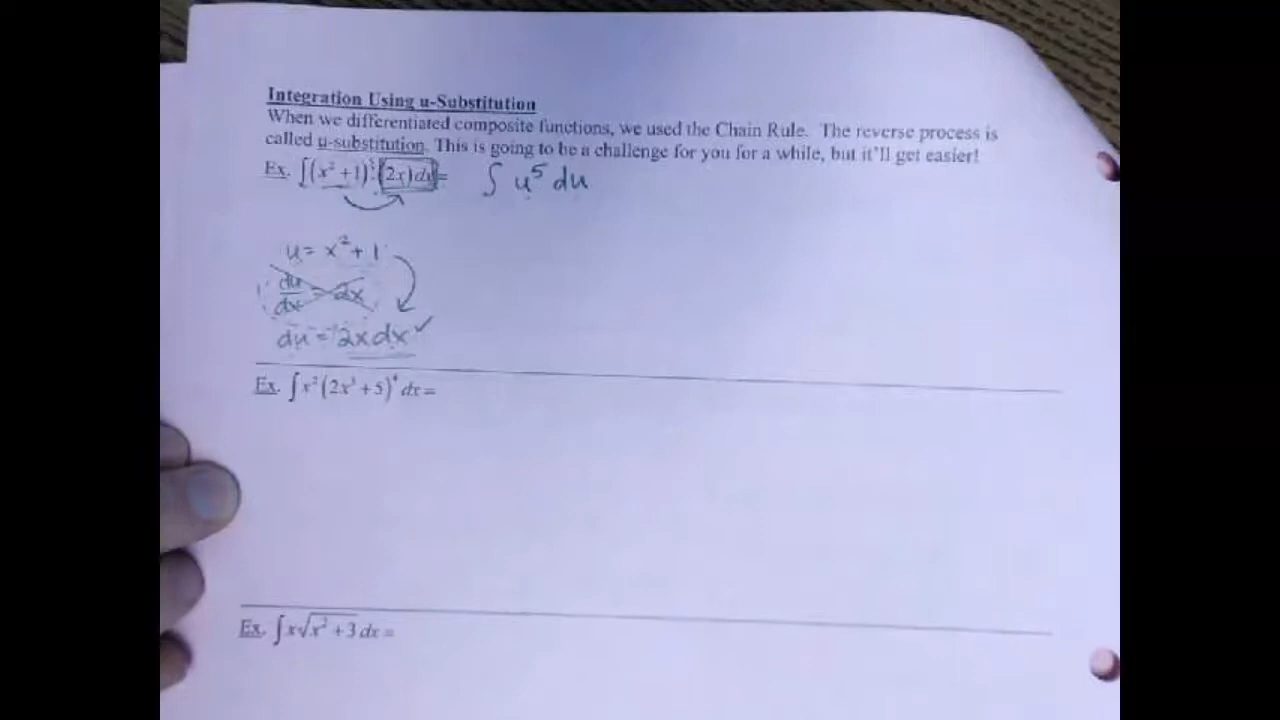 Integration Using u-Substitution
When we differentiated composite functions, we used the Chain Rule. The reverse process is
called u-substitution. This is going to be a challenge for you for a while, but it'll get easier!
Ex. ∫(x² + 1)⁵ (2x) dx = ∫ u⁵ du
u = x² + 1
du/dx = 2x
du = 2x dx ✓
Ex. ∫x²(2x³ + 5)⁴ dx =
Ex. ∫x√(x² + 3) dx =